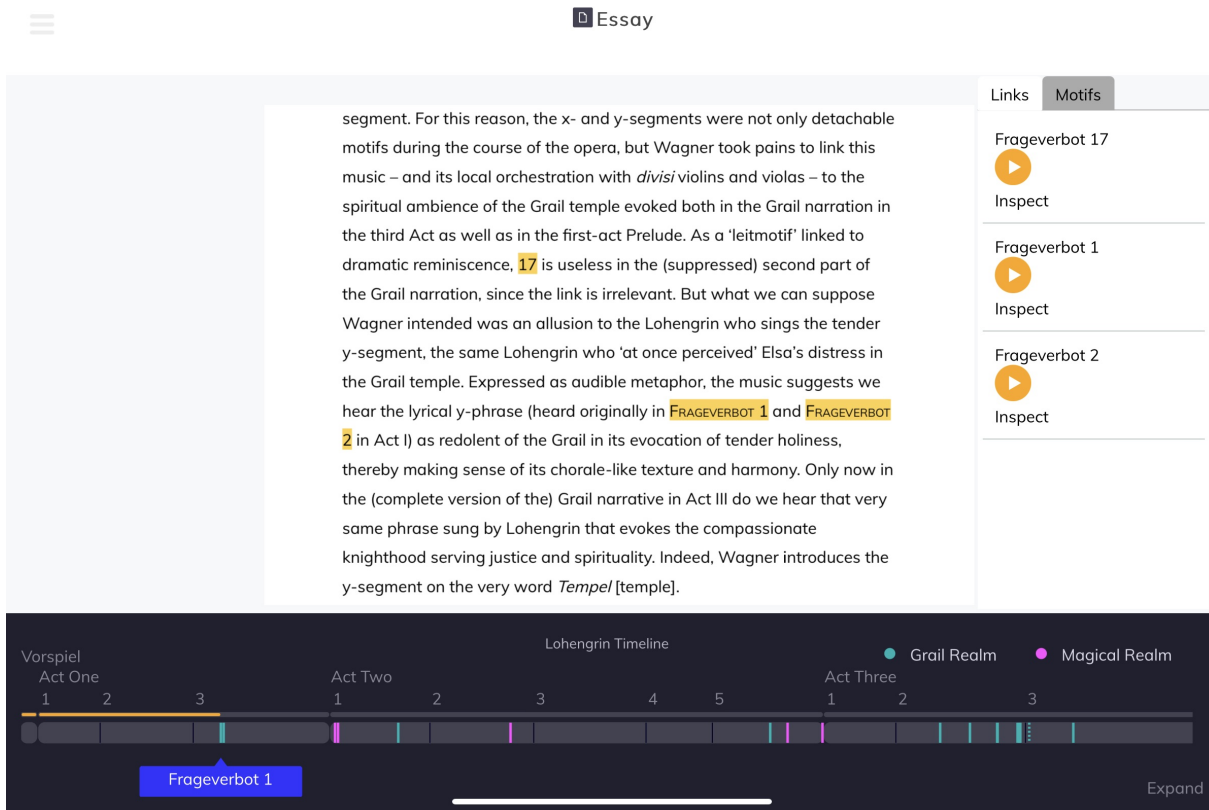 Essay
segment. For this reason, the x- and y-segments were not only detachable
motifs during the course of the opera, but Wagner took pains to link this
music – and its local orchestration with divisi violins and violas – to the
spiritual ambience of the Grail temple evoked both in the Grail narration in
the third Act as well as in the first-act Prelude. As a ‘leitmotif’ linked to
dramatic reminiscence, 17 is useless in the (suppressed) second part of
the Grail narration, since the link is irrelevant. But what we can suppose
Wagner intended was an allusion to the Lohengrin who sings the tender
y-segment, the same Lohengrin who ‘at once perceived’ Elsa’s distress in
the Grail temple. Expressed as audible metaphor, the music suggests we
hear the lyrical y-phrase (heard originally in Frageverbot 1 and Frageverbot
2 in Act I) as redolent of the Grail in its evocation of tender holiness,
thereby making sense of its chorale-like texture and harmony. Only now in
the (complete version of the) Grail narrative in Act III do we hear that very
same phrase sung by Lohengrin that evokes the compassionate
knighthood serving justice and spirituality. Indeed, Wagner introduces the
y-segment on the very word Tempel [temple].
Links Motifs
Frageverbot 17
Inspect
Frageverbot 1
Inspect
Frageverbot 2
Inspect
Lohengrin Timeline
Grail Realm Magical Realm
Vorspiel
Act One Act Two Act Three
1 2 3 1 2 3 4 5 1 2 3
Frageverbot 1
Expand